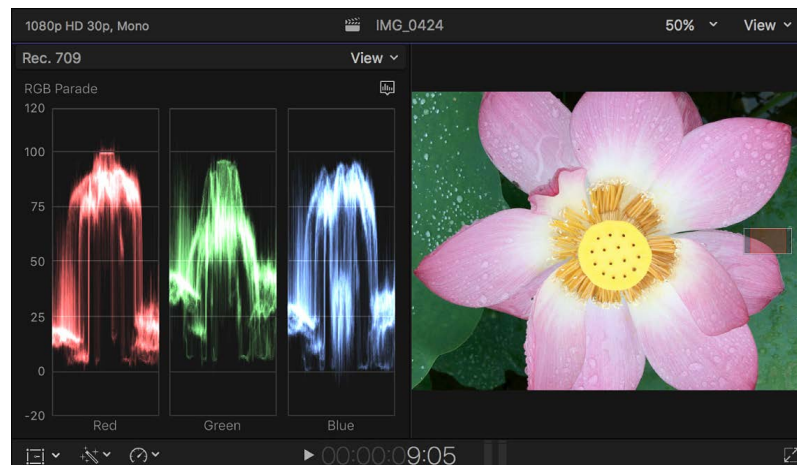 1080p HD 30p, Mono
IMG_0424
50%
View
Rec. 709
View
RGB Parade
120
100
75
50
25
0
-20
Red
Green
Blue
00:00:09:05